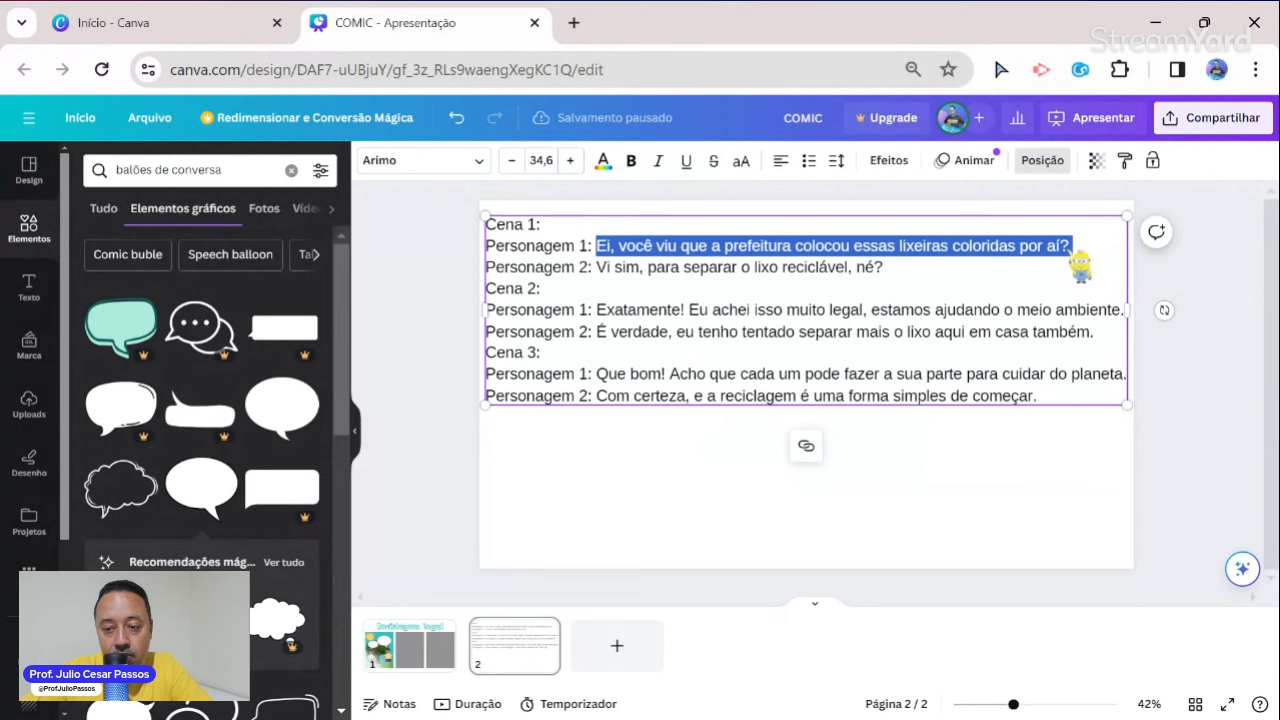 Início - Canva
COMIC - Apresentação
StreamYard
canva.com/design/DAF7-uUBjuY/gf_3z_RLs9waengXegKC1Q/edit
Início
Arquivo
Redimensionar e Conversão Mágica
Salvamento pausado
COMIC
Upgrade
Apresentar
Compartilhar
Design
Elementos
Texto
Marca
Uploads
Desenho
Projetos
balões de conversa
Tudo
Elementos gráficos
Fotos
Comic buble
Speech balloon
Recomendações mág...
Ver tudo
Arimo
34,6
A
B
I
U
S
aA
Efeitos
Animar
Posição
Cena 1:
Personagem 1: Ei, você viu que a prefeitura colocou essas lixeiras coloridas por aí?
Personagem 2: Vi sim, para separar o lixo reciclável, né?
Cena 2:
Personagem 1: Exatamente! Eu achei isso muito legal, estamos ajudando o meio ambiente.
Personagem 2: É verdade, eu tenho tentado separar mais o lixo aqui em casa também.
Cena 3:
Personagem 1: Que bom! Acho que cada um pode fazer a sua parte para cuidar do planeta.
Personagem 2: Com certeza, e a reciclagem é uma forma simples de começar.
1
2
Notas
Duração
Temporizador
Página 2 / 2
42%
Prof. Julio Cesar Passos
@ProfJulioPassos